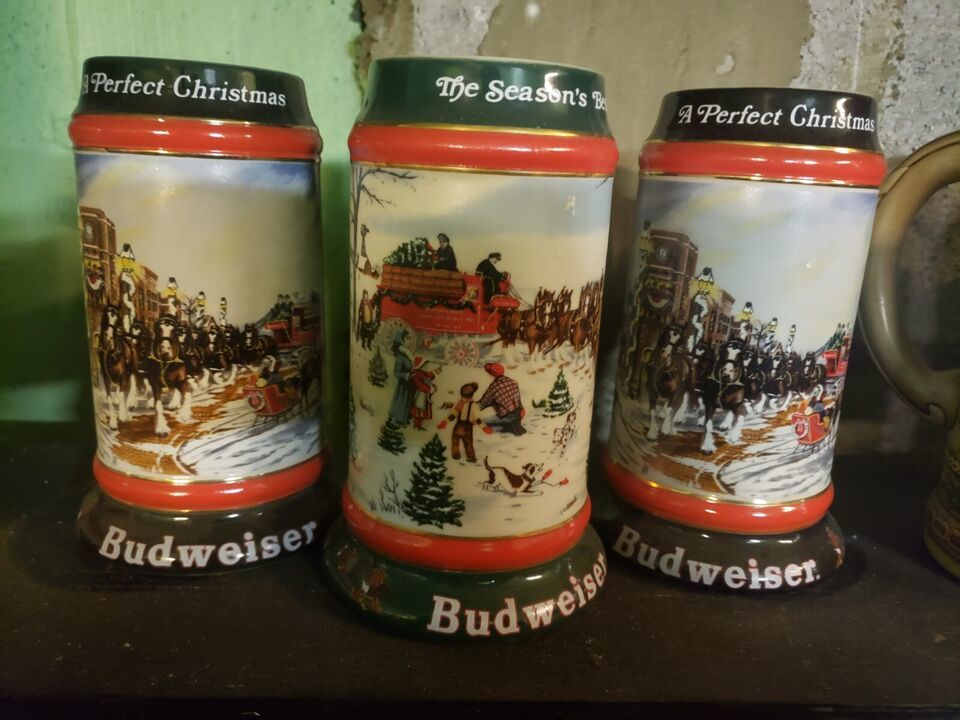 A Perfect Christmas
Budweiser
The Season's Be
Budweiser
A Perfect Christmas
Budweiser.